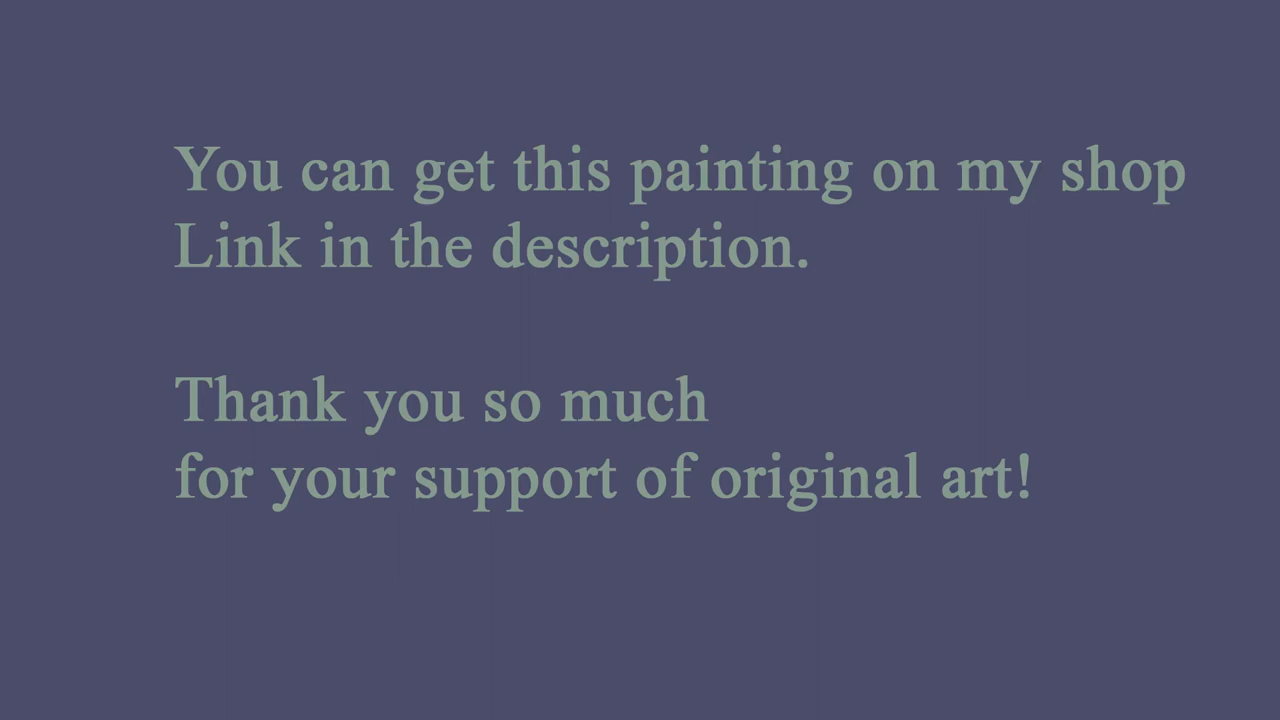 You can get this painting on my shop
Link in the description.
Thank you so much
for your support of original art!